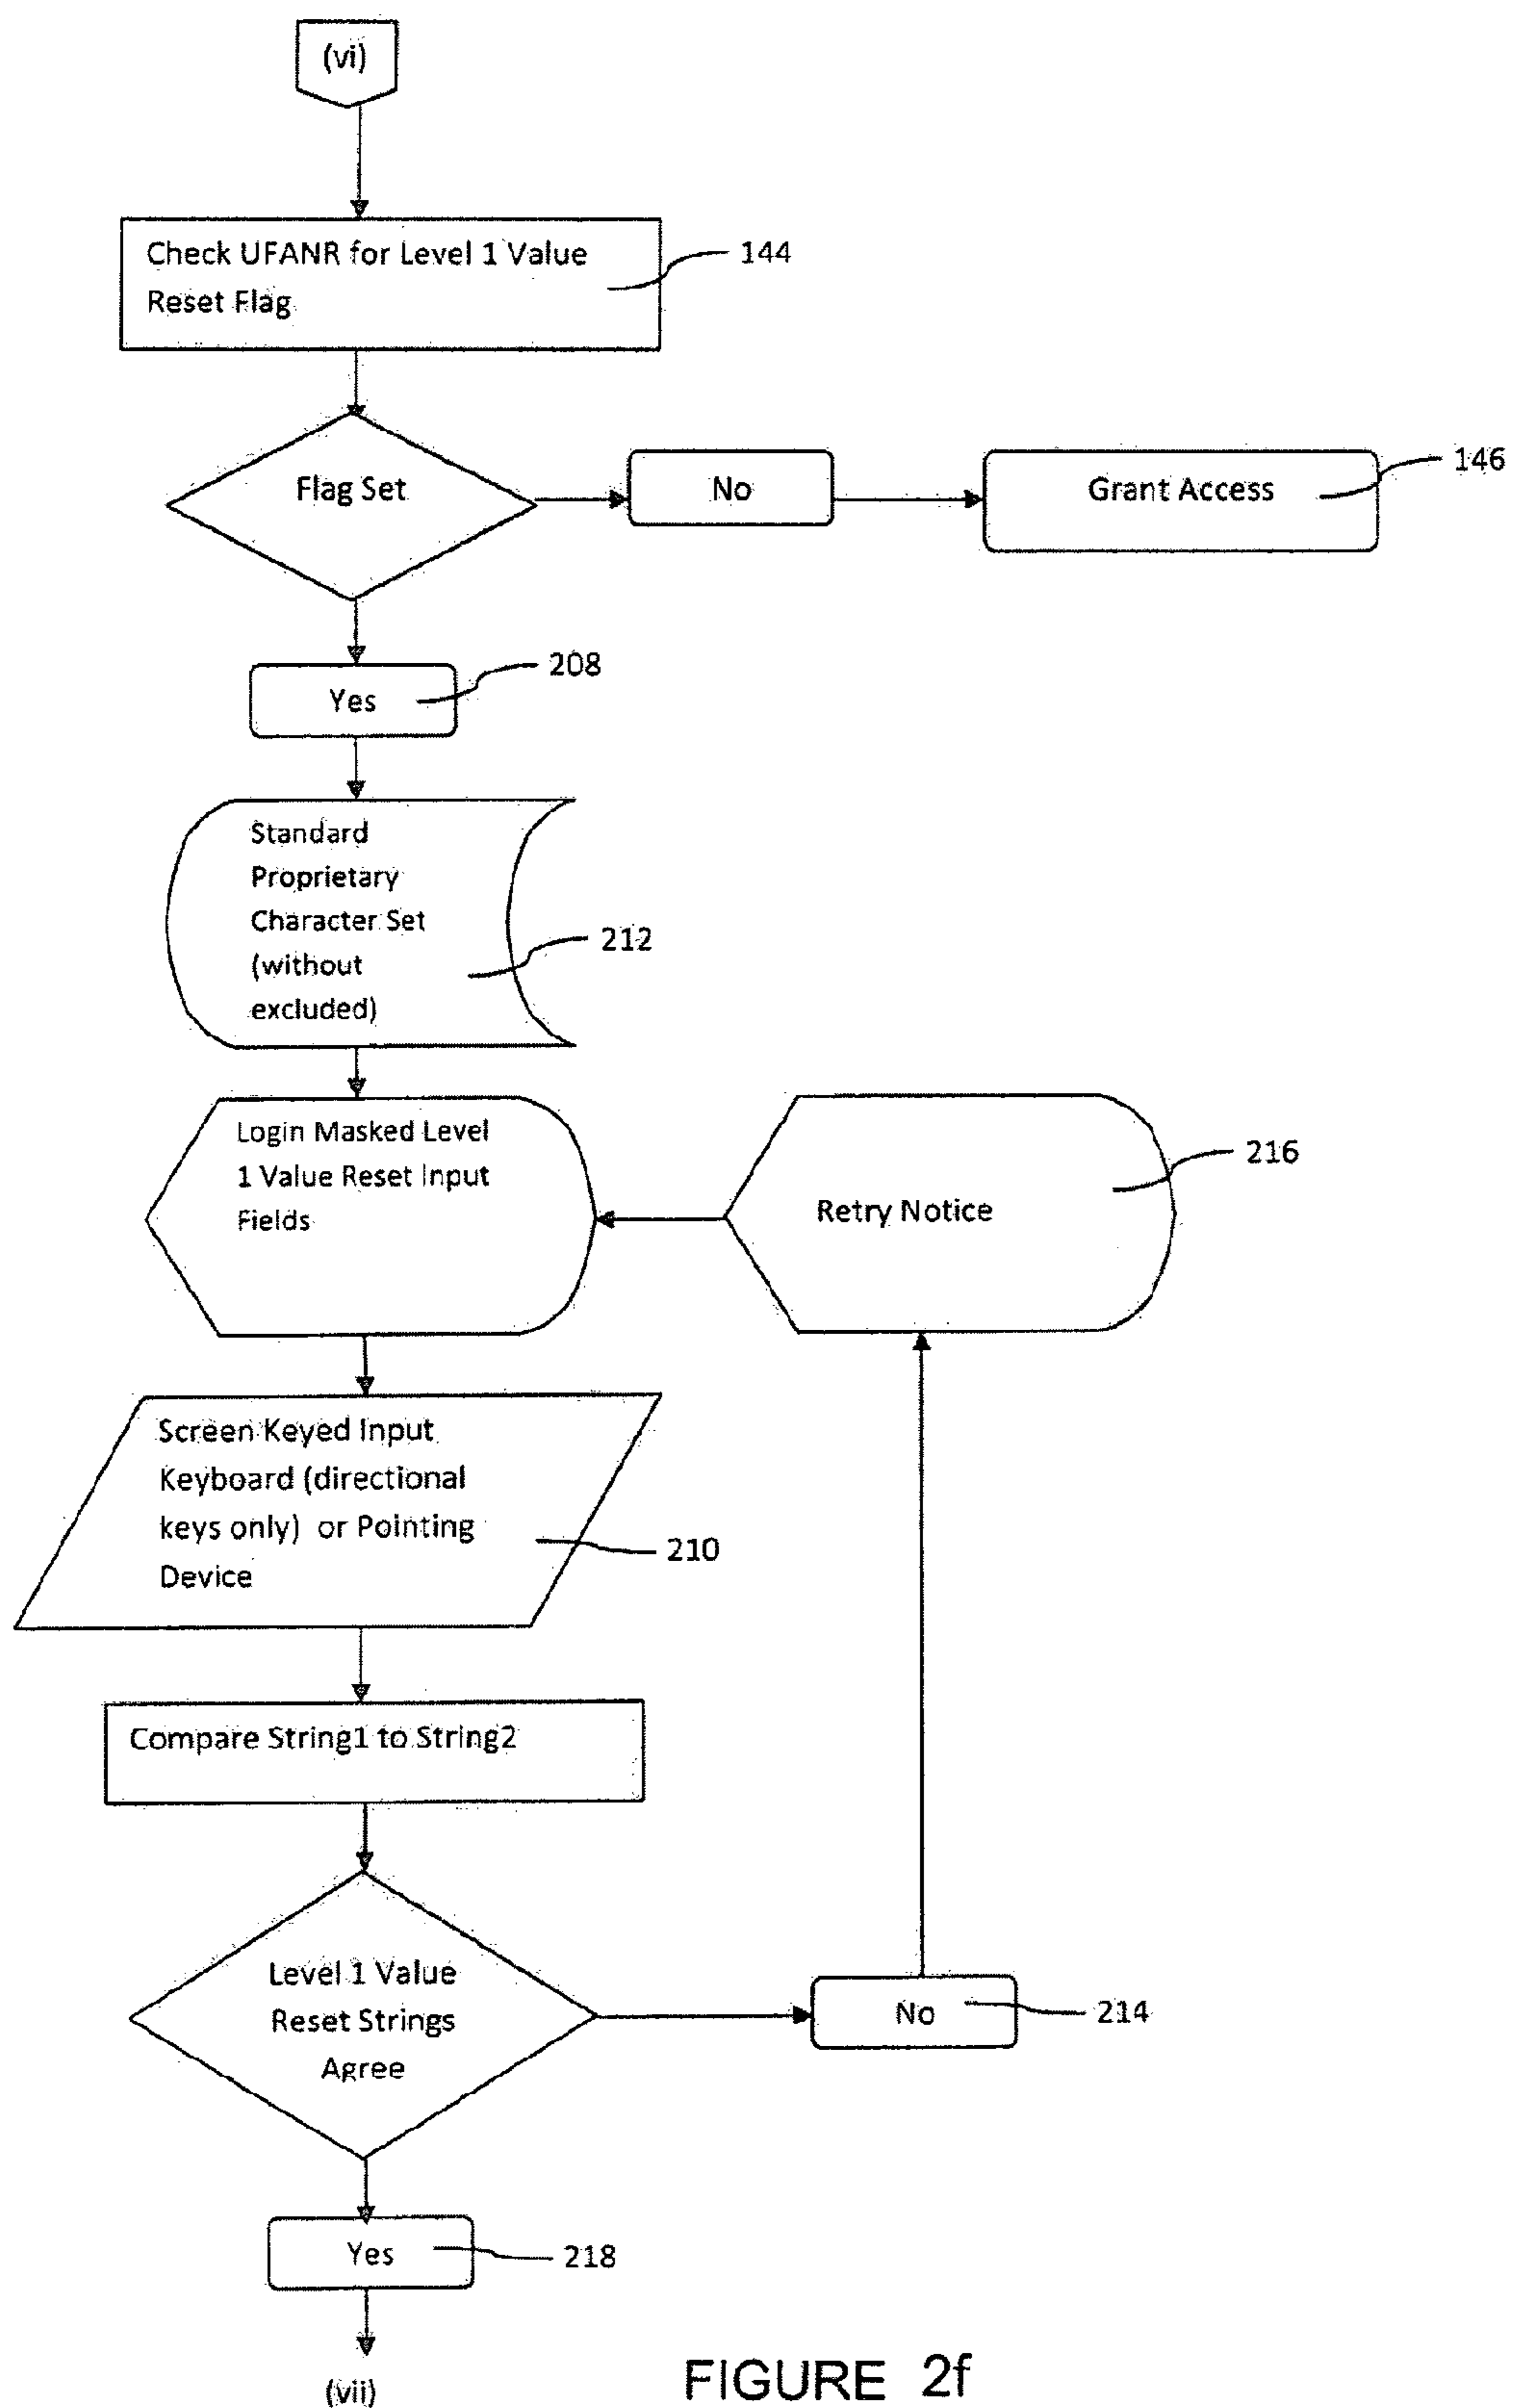 (vi)
Check UFANR for Level 1 Value
Reset Flag
144
Flag Set
No
Grant Access
146
Yes
208
Standard
Proprietary
Character Set
(without
excluded)
212
Login Masked Level
1 Value Reset Input
Fields
Retry Notice
216
Screen Keyed Input
Keyboard (directional
keys only) or Pointing
Device
210
Compare String1 to String2
Level 1 Value
Reset Strings
Agree
No
214
Yes
218
(vii)
FIGURE 2f